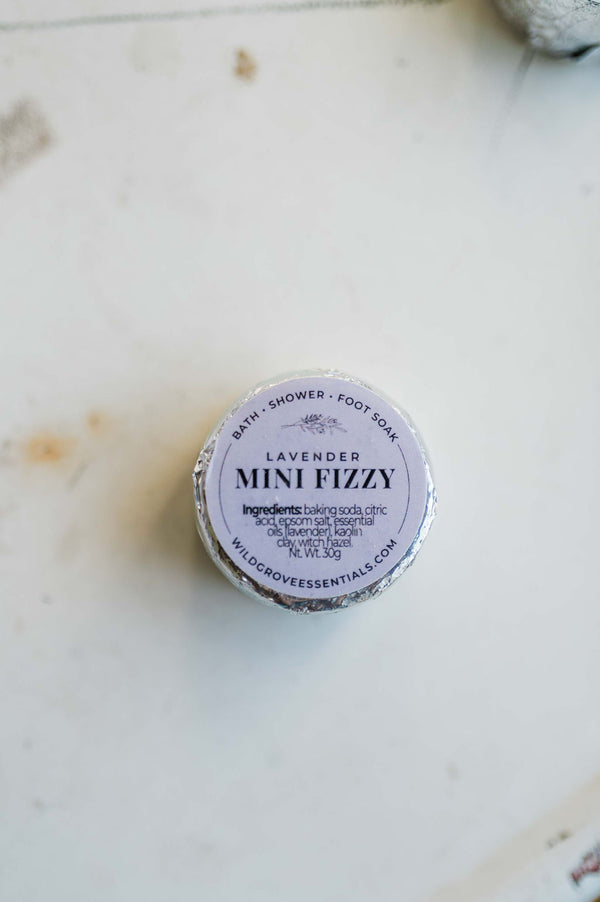 BATH • SHOWER • FOOT SOAK
LAVENDER
MINI FIZZY
Ingredients: baking soda, citric
acid, epsom salt, essential
oils, (lavender), kaolin
clay, witch hazel.
Nt. Wt. 30g
WILDGROVEESSENTIALS.COM